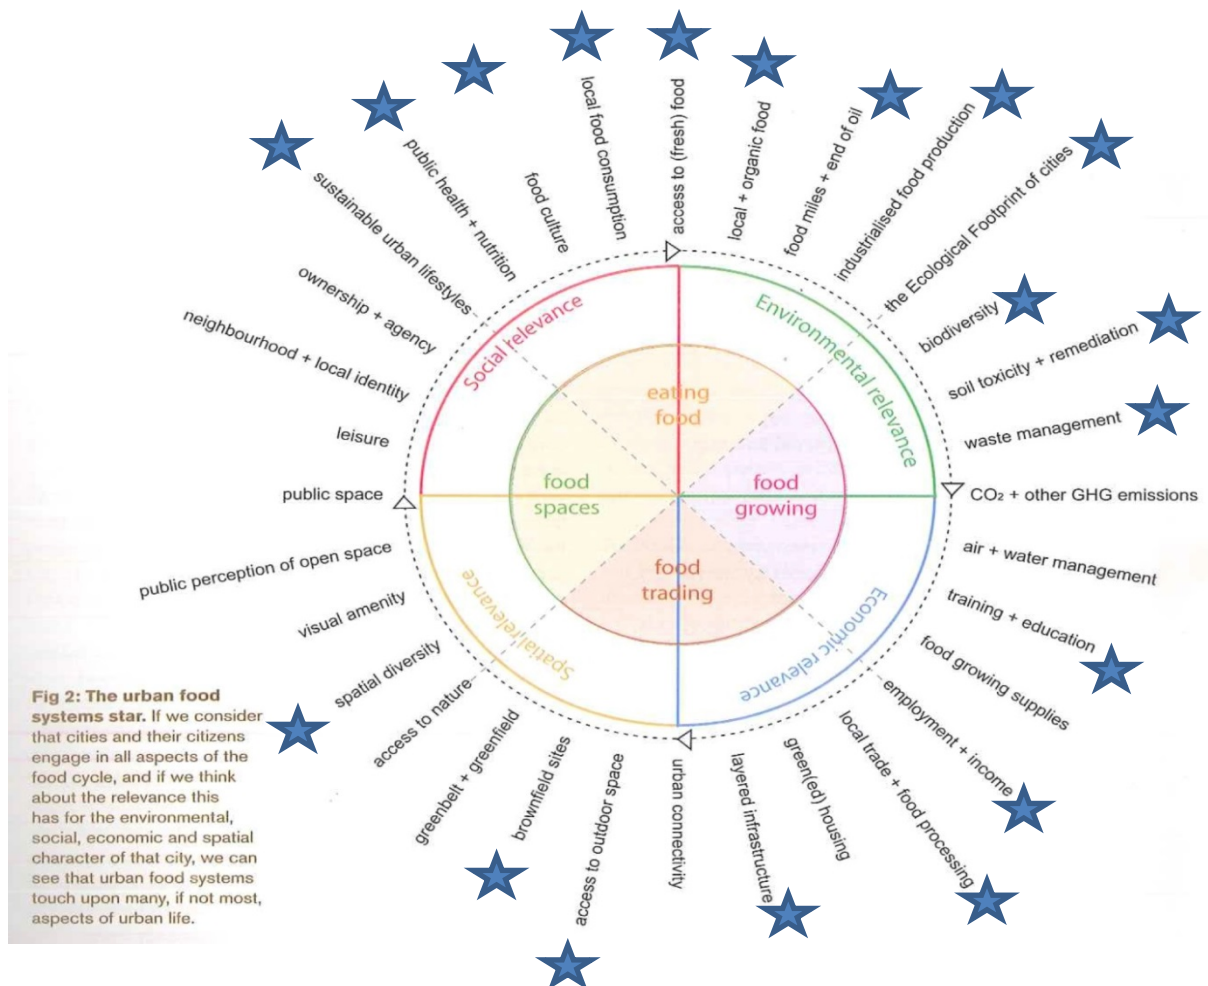 local food consumption
access to (fresh) food
local + organic food
food miles + end of oil
industrialised food production
the Ecological Footprint of cities
biodiversity
soil toxicity + remediation
waste management
CO₂ + other GHG emissions
air + water management
training + education
food growing supplies
employment + income
local trade + food processing
green(ed) housing
layered infrastructure
urban connectivity
access to outdoor space
brownfield sites
greenbelt + greenfield
access to nature
spatial diversity
visual amenity
public perception of open space
public space
leisure
neighbourhood + local identity
ownership + agency
sustainable urban lifestyles
public health + nutrition
food culture
Social relevance
Environmental relevance
Economic relevance
Spatial relevance
eating
food
food
growing
food
trading
food
spaces
Fig 2: The urban food
systems star. If we consider
that cities and their citizens
engage in all aspects of the
food cycle, and if we think
about the relevance this
has for the environmental,
social, economic and spatial
character of that city, we can
see that urban food systems
touch upon many, if not most,
aspects of urban life.